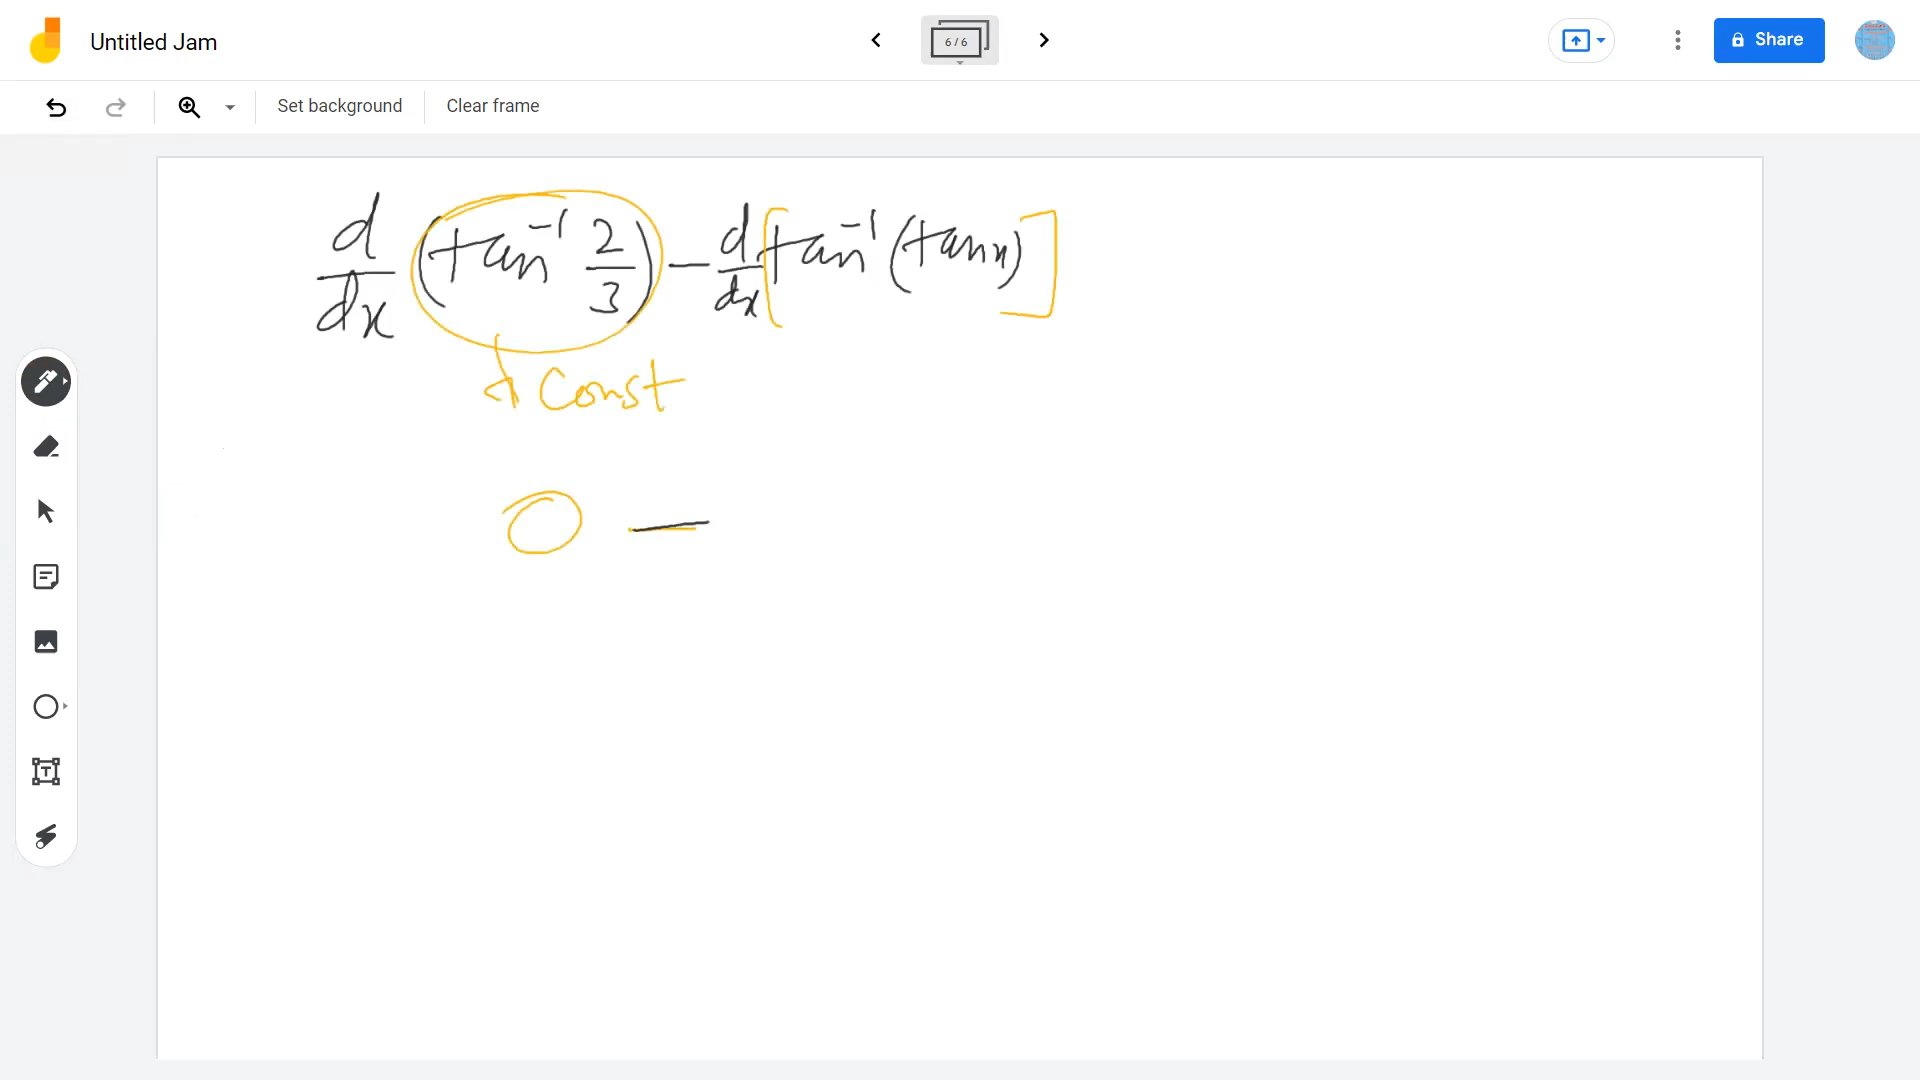 Untitled Jam
6 / 6
Share
Set background
Clear frame
d/dx (tan⁻¹ 2/3) − d/dx [tan⁻¹ (tan x)]
Const
0 —